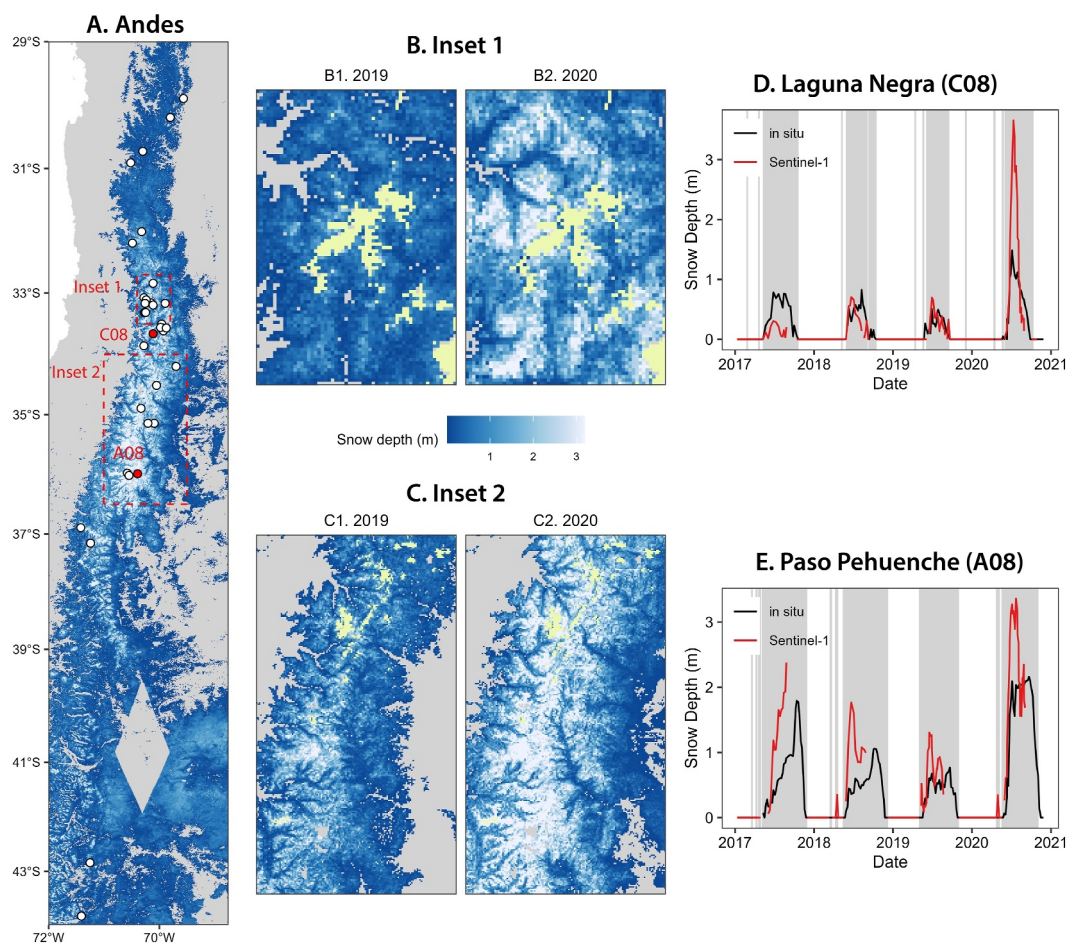 A. Andes
29°S
31°S
33°S
35°S
37°S
39°S
41°S
43°S
72°W
70°W
Inset 1
C08
Inset 2
A08
B. Inset 1
B1. 2019
B2. 2020
Snow depth (m)
1
2
3
C. Inset 2
C1. 2019
C2. 2020
D. Laguna Negra (C08)
in situ
Sentinel-1
Snow Depth (m)
3
2
1
0
2017
2018
2019
2020
2021
Date
E. Paso Pehuenche (A08)
in situ
Sentinel-1
Snow Depth (m)
3
2
1
0
2017
2018
2019
2020
2021
Date